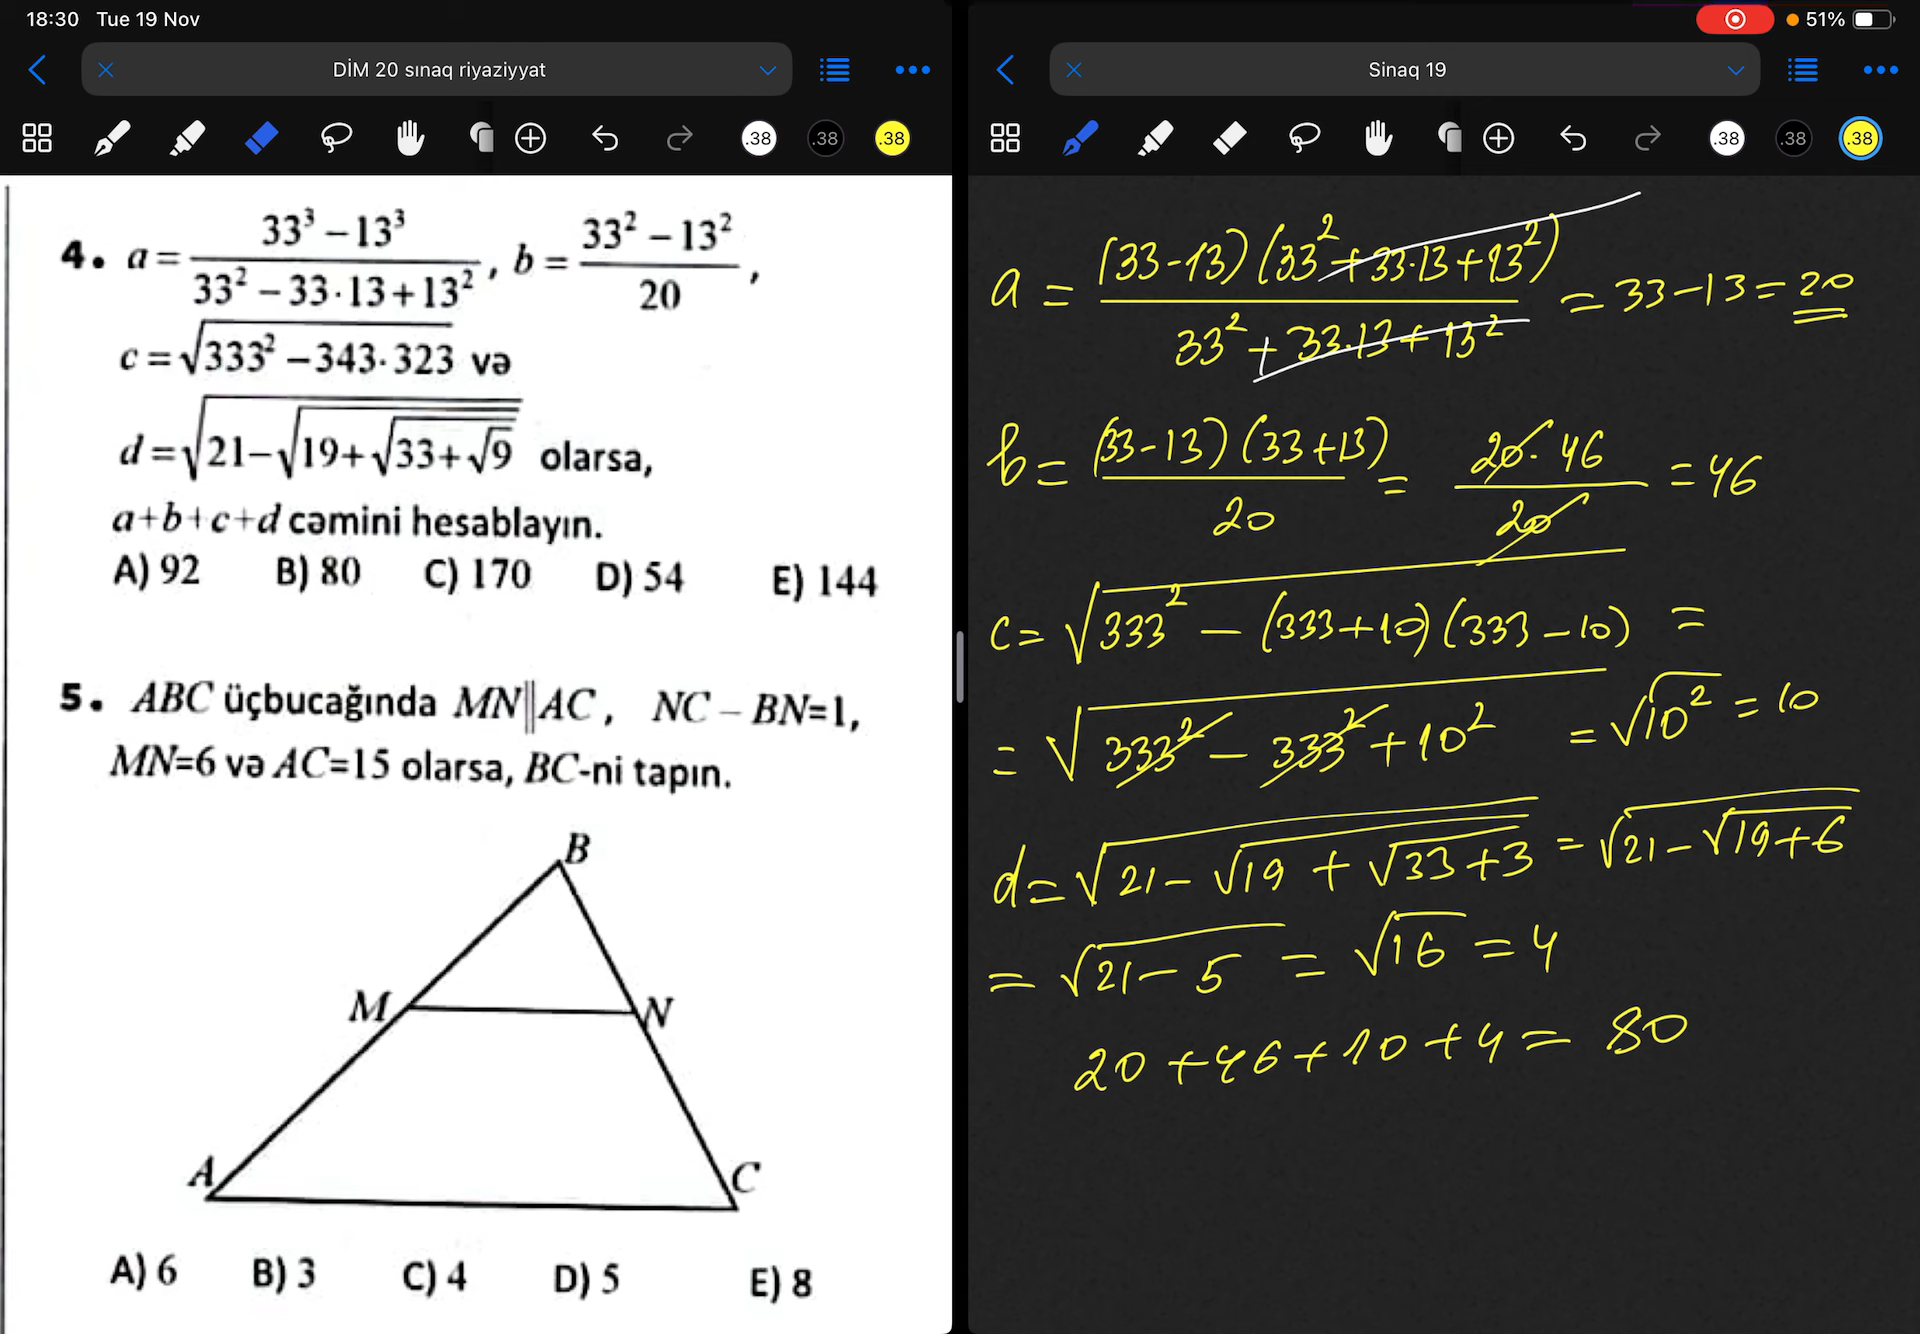 18:30 Tue 19 Nov
51%
DİM 20 sınaq riyaziyyat
Sinaq 19
.38 .38 .38
.38 .38 .38
4. a = (33³ – 13³)/(33² – 33·13+13²), b = (33² – 13²)/20,
c = √(333² – 343·323) və
d = √(21–√(19+√(33+√9))) olarsa,
a+b+c+d cəmini hesablayın.
A) 92 B) 80 C) 170 D) 54 E) 144
5. ABC üçbucağında MN||AC, NC – BN=1,
MN=6 və AC=15 olarsa, BC-ni tapın.
B
M N
A C
A) 6 B) 3 C) 4 D) 5 E) 8
a = (33-13)(33²+33·13+13²)/(33²+33·13+13²) = 33-13 = 20
b = (33-13)(33+13)/20 = 20·46/20 = 46
c = √(333² – (333+10)(333-10)) =
= √(333² – 333² + 10²) = √10² = 10
d = √(21-√(19+√(33+3))) = √(21-√(19+6))
= √(21-5) = √16 = 4
20+46+10+4 = 80